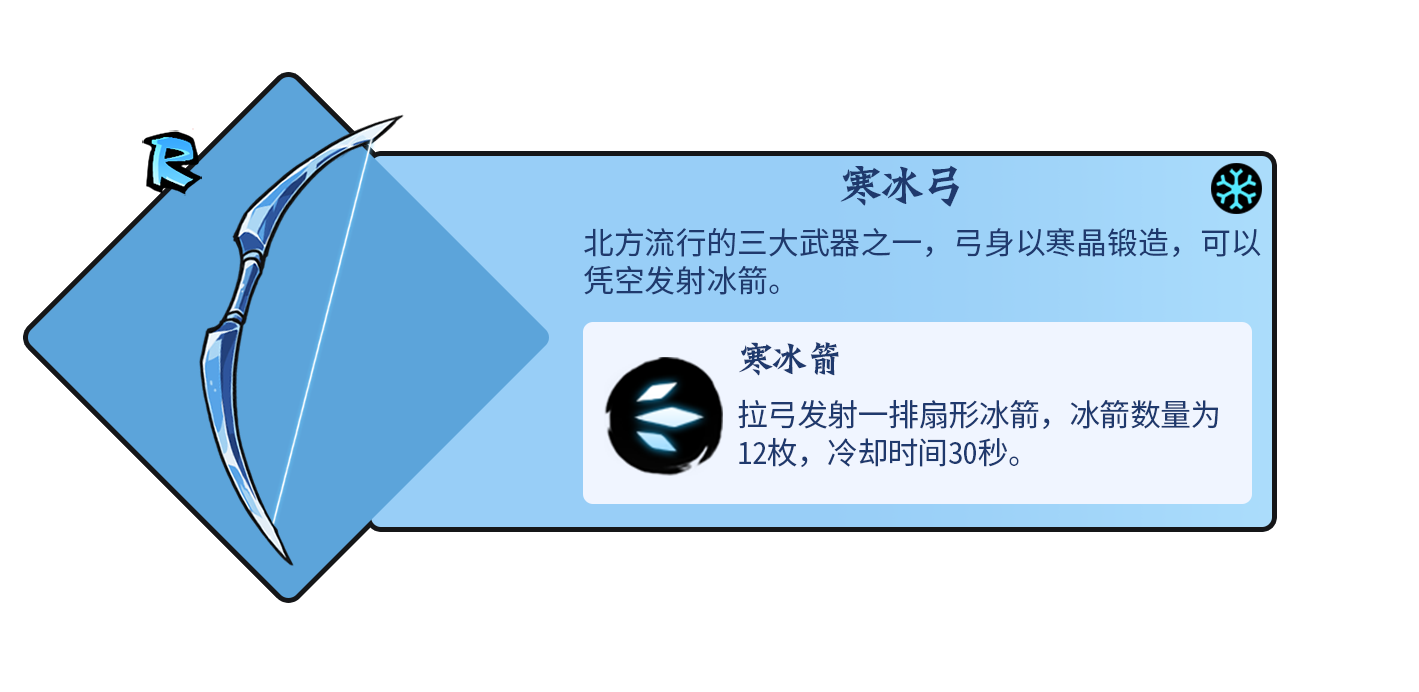 R
寒冰弓
北方流行的三大武器之一，弓身以寒晶锻造，可以
凭空发射冰箭。
寒冰箭
拉弓发射一排扇形冰箭，冰箭数量为
12枚，冷却时间30秒。